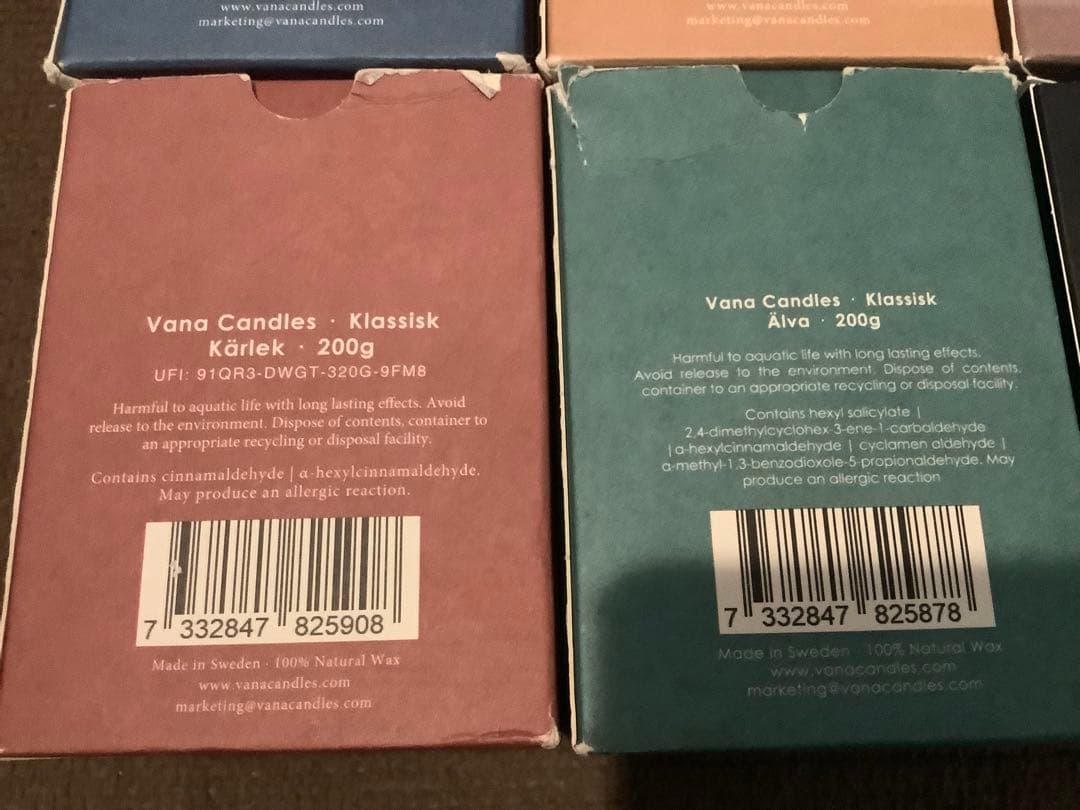 www.vanacandles.com
marketing@vanacandles.com
www.vanacandles.com
marketing@vanacandles.com
Vana Candles · Klassisk
Kärlek · 200g
UFI: 91QR3-DWGT-320G-9FM8
Harmful to aquatic life with long lasting effects. Avoid
release to the environment. Dispose of contents, container to
an appropriate recycling or disposal facility.
Contains cinnamaldehyde | α-hexylcinnamaldehyde.
May produce an allergic reaction.
7 332847 825908
Made in Sweden · 100% Natural Wax
www.vanacandles.com
marketing@vanacandles.com
Vana Candles · Klassisk
Älva · 200g
Harmful to aquatic life with long lasting effects.
Avoid release to the environment. Dispose of contents,
container to an appropriate recycling or disposal facility.
Contains hexyl salicylate |
2,4-dimethylcyclohex-3-ene-1-carbaldehyde
| α-hexylcinnamaldehyde | cyclamen aldehyde |
α-methyl-1,3-benzodioxole-5-propionaldehyde. May
produce an allergic reaction
7 332847 825878
Made in Sweden 100% Natural Wax
www.vanacandles.com
marketing@vanacandles.com